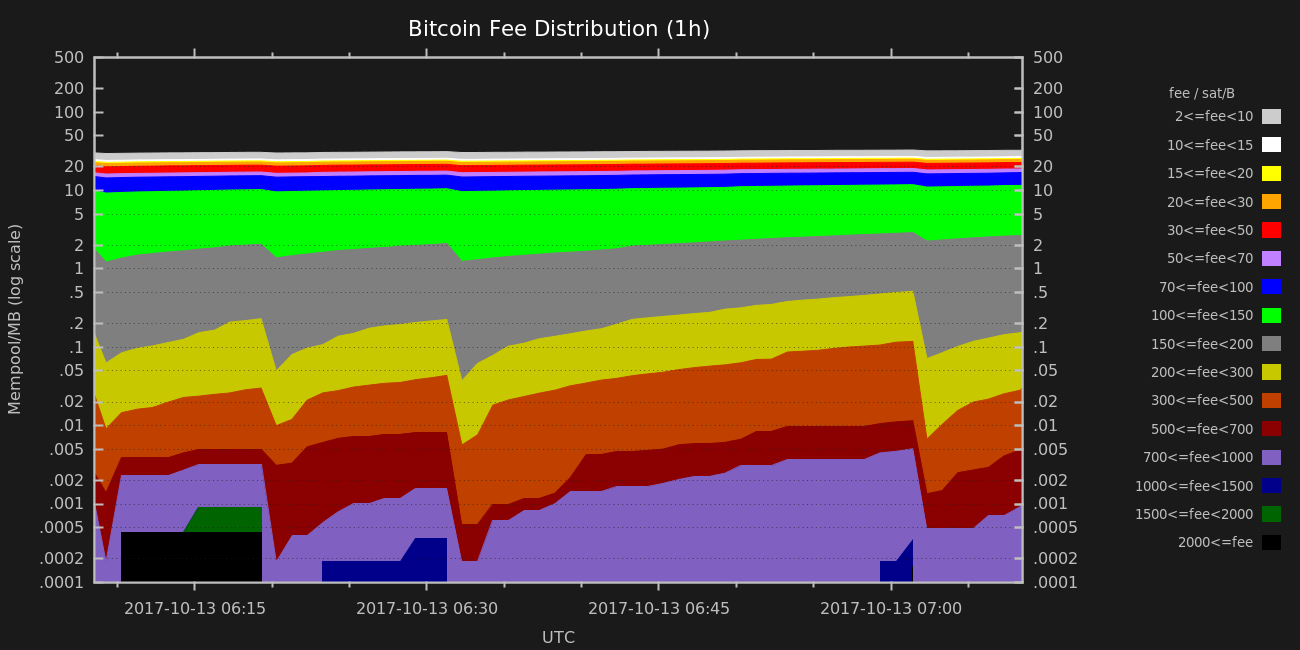 Bitcoin Fee Distribution (1h)
Mempool/MB (log scale)
500
200
100
50
20
10
5
2
1
.5
.2
.1
.05
.02
.01
.005
.002
.001
.0005
.0002
.0001
500
200
100
50
20
10
5
2
1
.5
.2
.1
.05
.02
.01
.005
.002
.001
.0005
.0002
.0001
2017-10-13 06:15 2017-10-13 06:30 2017-10-13 06:45 2017-10-13 07:00
UTC
fee / sat/B
2<=fee<10
10<=fee<15
15<=fee<20
20<=fee<30
30<=fee<50
50<=fee<70
70<=fee<100
100<=fee<150
150<=fee<200
200<=fee<300
300<=fee<500
500<=fee<700
700<=fee<1000
1000<=fee<1500
1500<=fee<2000
2000<=fee